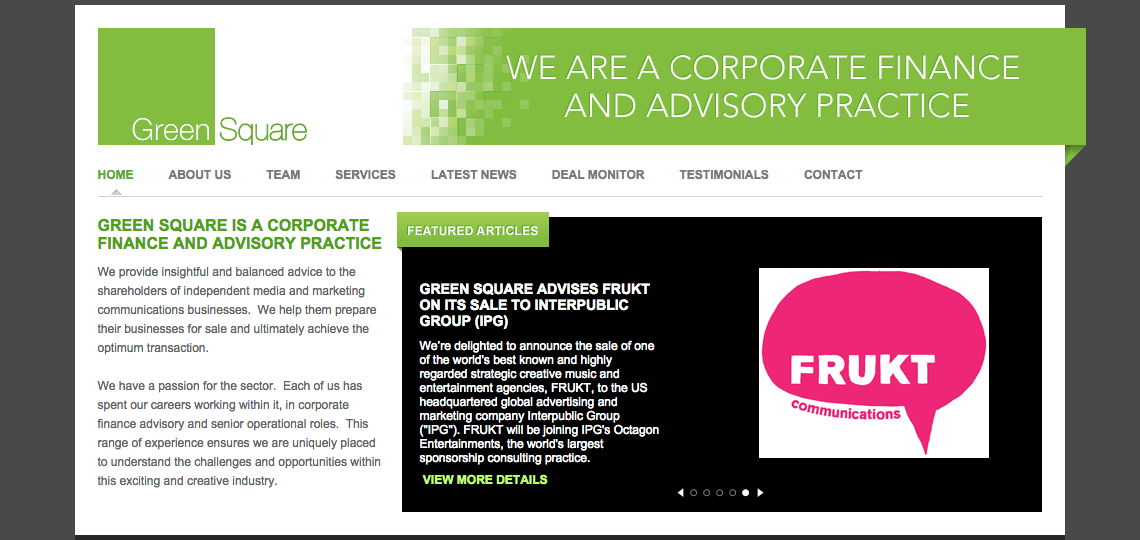 Green Square
WE ARE A CORPORATE FINANCE
AND ADVISORY PRACTICE
HOME ABOUT US TEAM SERVICES LATEST NEWS DEAL MONITOR TESTIMONIALS CONTACT
GREEN SQUARE IS A CORPORATE
FINANCE AND ADVISORY PRACTICE
We provide insightful and balanced advice to the
shareholders of independent media and marketing
communications businesses.  We help them prepare
their businesses for sale and ultimately achieve the
optimum transaction.
We have a passion for the sector.  Each of us has
spent our careers working within it, in corporate
finance advisory and senior operational roles.  This
range of experience ensures we are uniquely placed
to understand the challenges and opportunities within
this exciting and creative industry.
FEATURED ARTICLES
GREEN SQUARE ADVISES FRUKT
ON ITS SALE TO INTERPUBLIC
GROUP (IPG)
We're delighted to announce the sale of one
of the world's best known and highly
regarded strategic creative music and
entertainment agencies, FRUKT, to the US
headquartered global advertising and
marketing company Interpublic Group
("IPG"). FRUKT will be joining IPG's Octagon
Entertainments, the world's largest
sponsorship consulting practice.
VIEW MORE DETAILS
FRUKT
communications